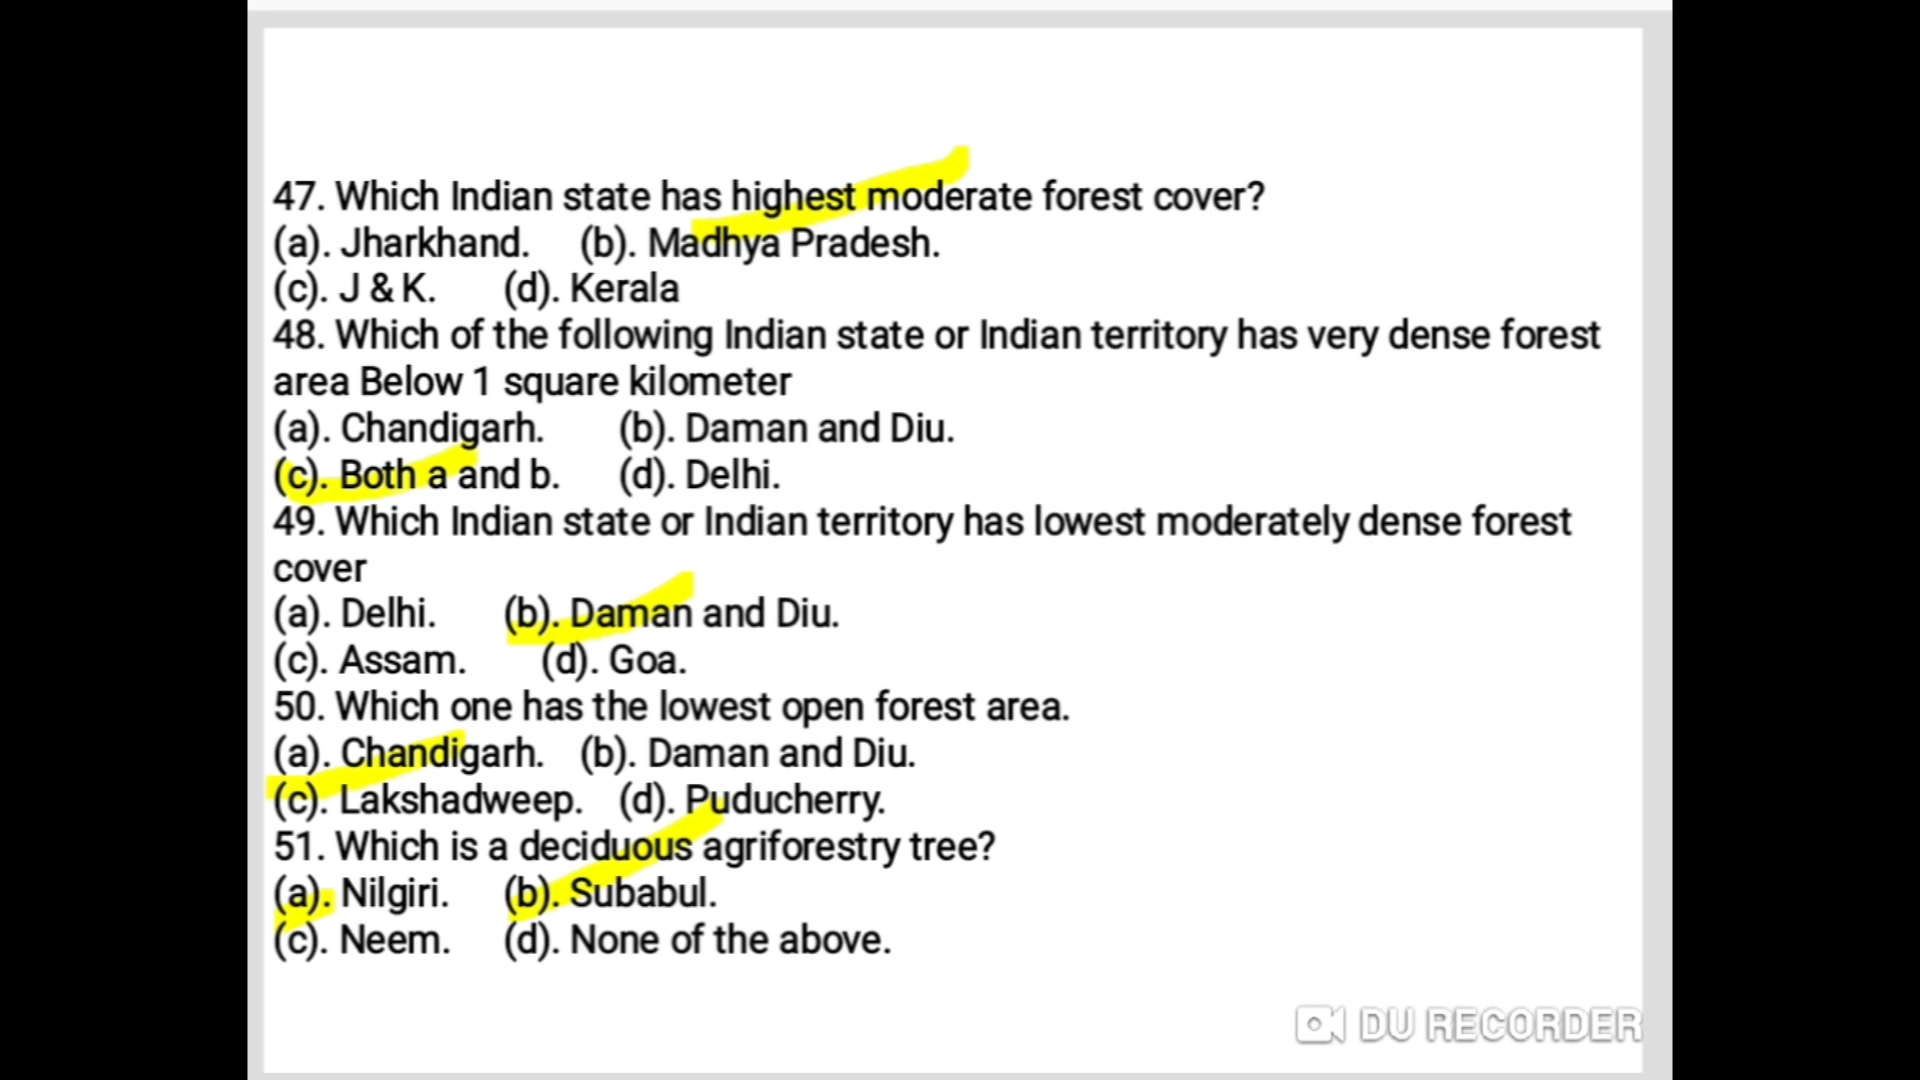 47. Which Indian state has highest moderate forest cover?
(a). Jharkhand. (b). Madhya Pradesh.
(c). J & K. (d). Kerala
48. Which of the following Indian state or Indian territory has very dense forest
area Below 1 square kilometer
(a). Chandigarh. (b). Daman and Diu.
(c). Both a and b. (d). Delhi.
49. Which Indian state or Indian territory has lowest moderately dense forest
cover
(a). Delhi. (b). Daman and Diu.
(c). Assam. (d). Goa.
50. Which one has the lowest open forest area.
(a). Chandigarh. (b). Daman and Diu.
(c). Lakshadweep. (d). Puducherry.
51. Which is a deciduous agriforestry tree?
(a). Nilgiri. (b). Subabul.
(c). Neem. (d). None of the above.
DU RECORDER